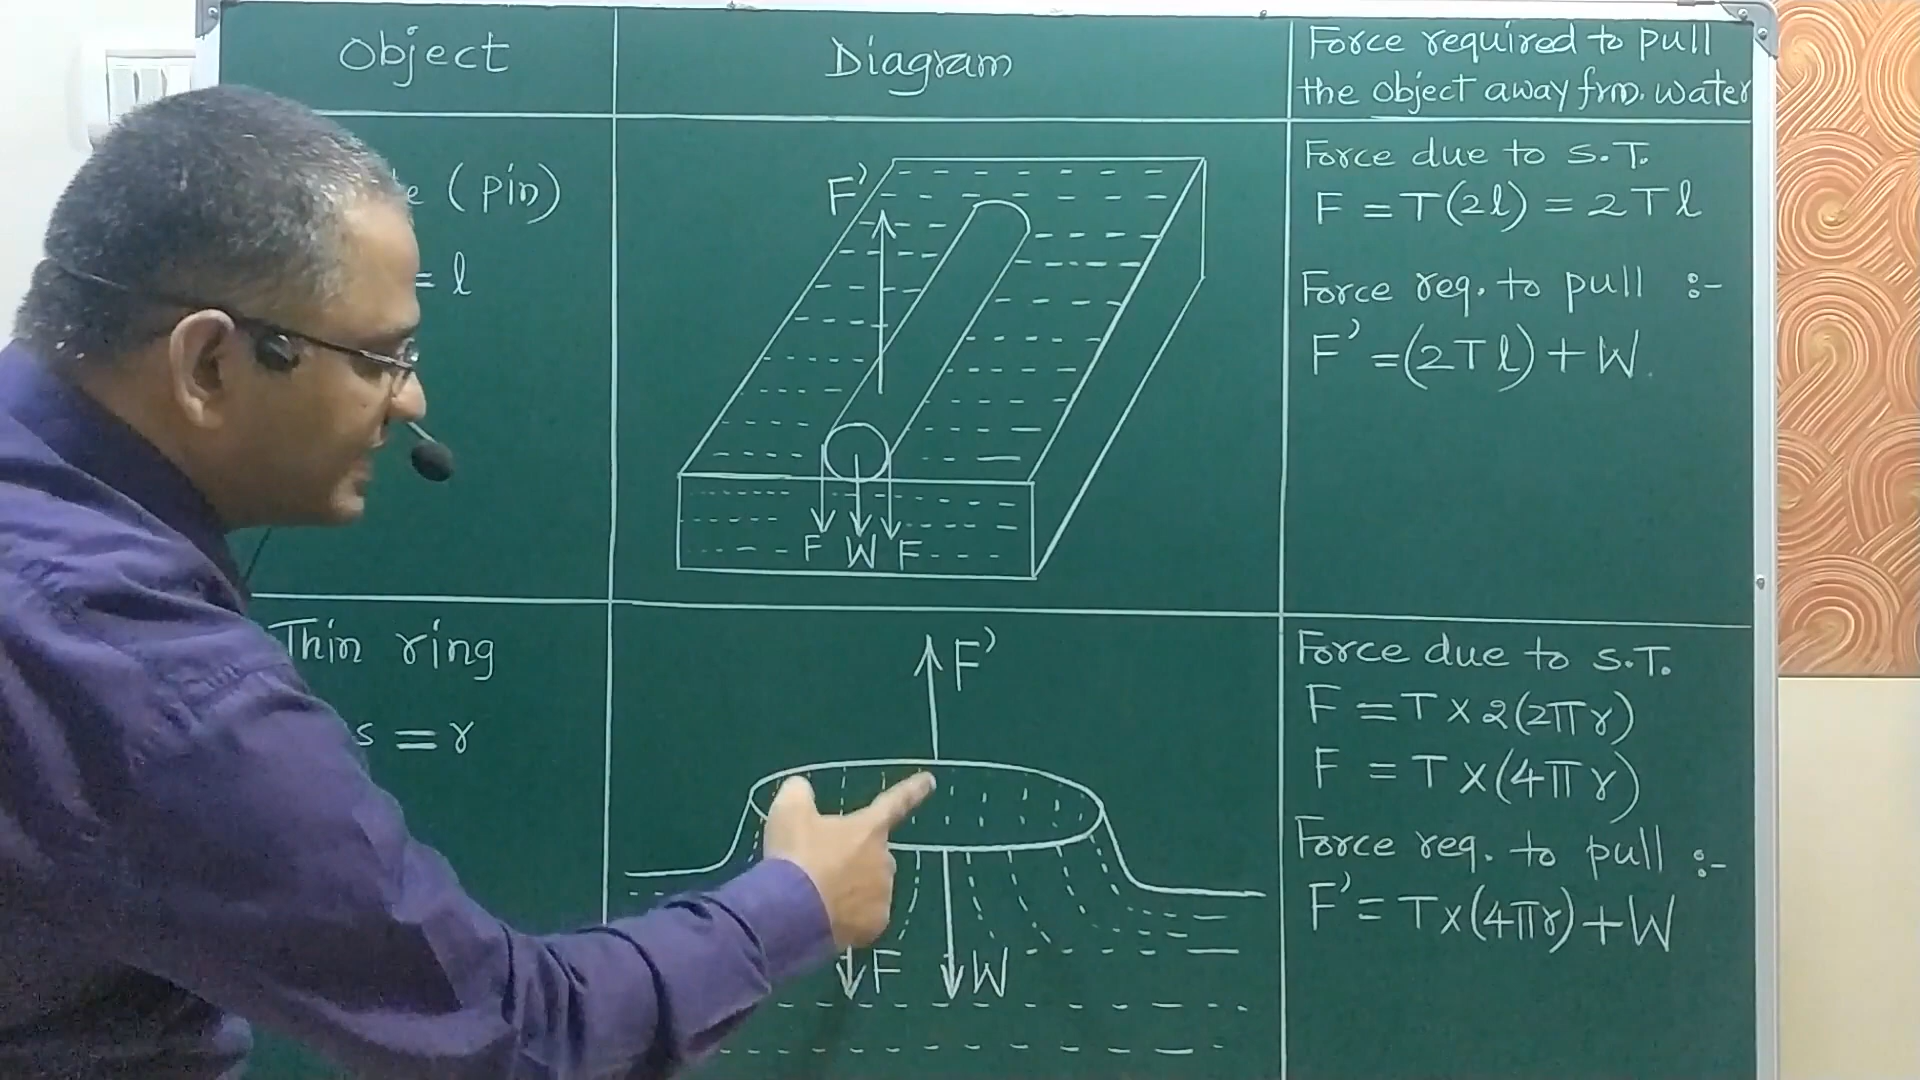 Object
Diagram
Force required to pull
the object away frm. water
(pin)
= l
F'
F W F
Force due to S.T.
F = T(2l) = 2Tl
Force req. to pull :-
F' = (2Tl) + W
Thin ring
= r
F'
F W
Force due to S.T.
F = T × 2(2πr)
F = T × (4πr)
Force req. to pull :-
F' = T × (4πr) + W